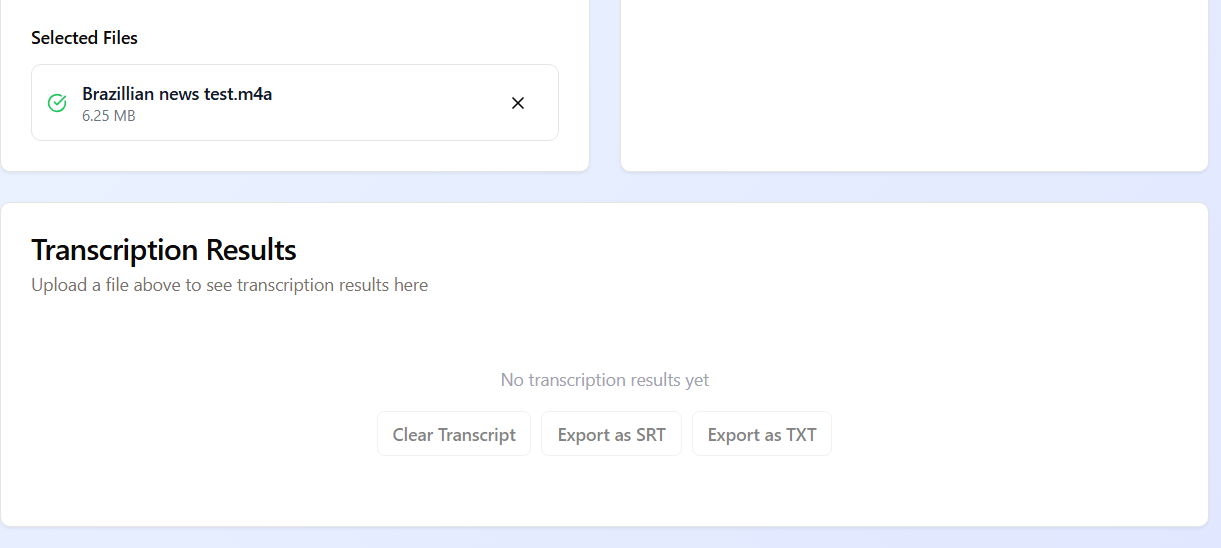 Selected Files
Brazillian news test.m4a
6.25 MB
Transcription Results
Upload a file above to see transcription results here
No transcription results yet
Clear Transcript
Export as SRT
Export as TXT